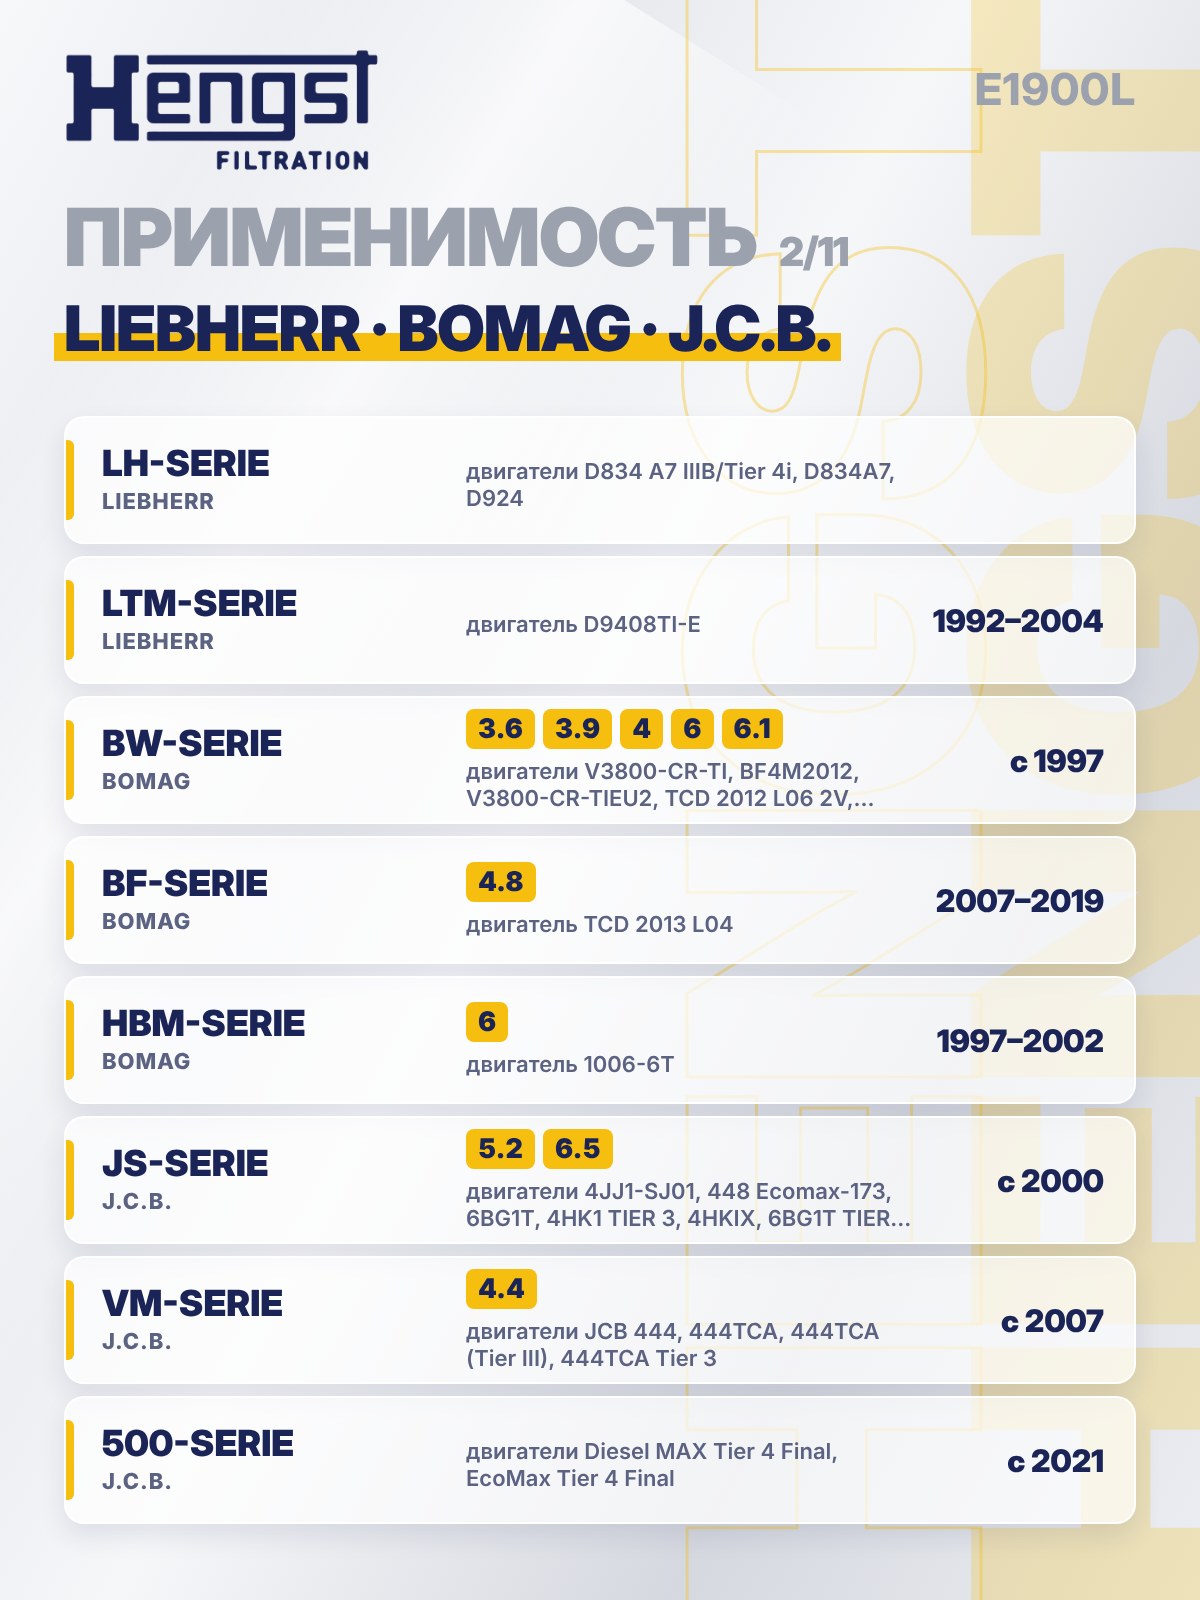 Hengst
FILTRATION
E1900L
ПРИМЕНИМОСТЬ 2/11
LIEBHERR · BOMAG · J.C.B.
LH-SERIE
LIEBHERR
двигатели D834 A7 IIIB/Tier 4i, D834A7,
D924
LTM-SERIE
LIEBHERR
двигатель D9408TI-E
1992–2004
BW-SERIE
BOMAG
3.6 3.9 4 6 6.1
двигатели V3800-CR-TI, BF4M2012,
V3800-CR-TIEU2, TCD 2012 L06 2V,...
с 1997
BF-SERIE
BOMAG
4.8
двигатель TCD 2013 L04
2007–2019
HBM-SERIE
BOMAG
6
двигатель 1006-6T
1997–2002
JS-SERIE
J.C.B.
5.2 6.5
двигатели 4JJ1-SJ01, 448 Ecomax-173,
6BG1T, 4HK1 TIER 3, 4HKIX, 6BG1T TIER...
с 2000
VM-SERIE
J.C.B.
4.4
двигатели JCB 444, 444TCA, 444TCA
(Tier III), 444TCA Tier 3
с 2007
500-SERIE
J.C.B.
двигатели Diesel MAX Tier 4 Final,
EcoMax Tier 4 Final
с 2021
HENGST
HENGST